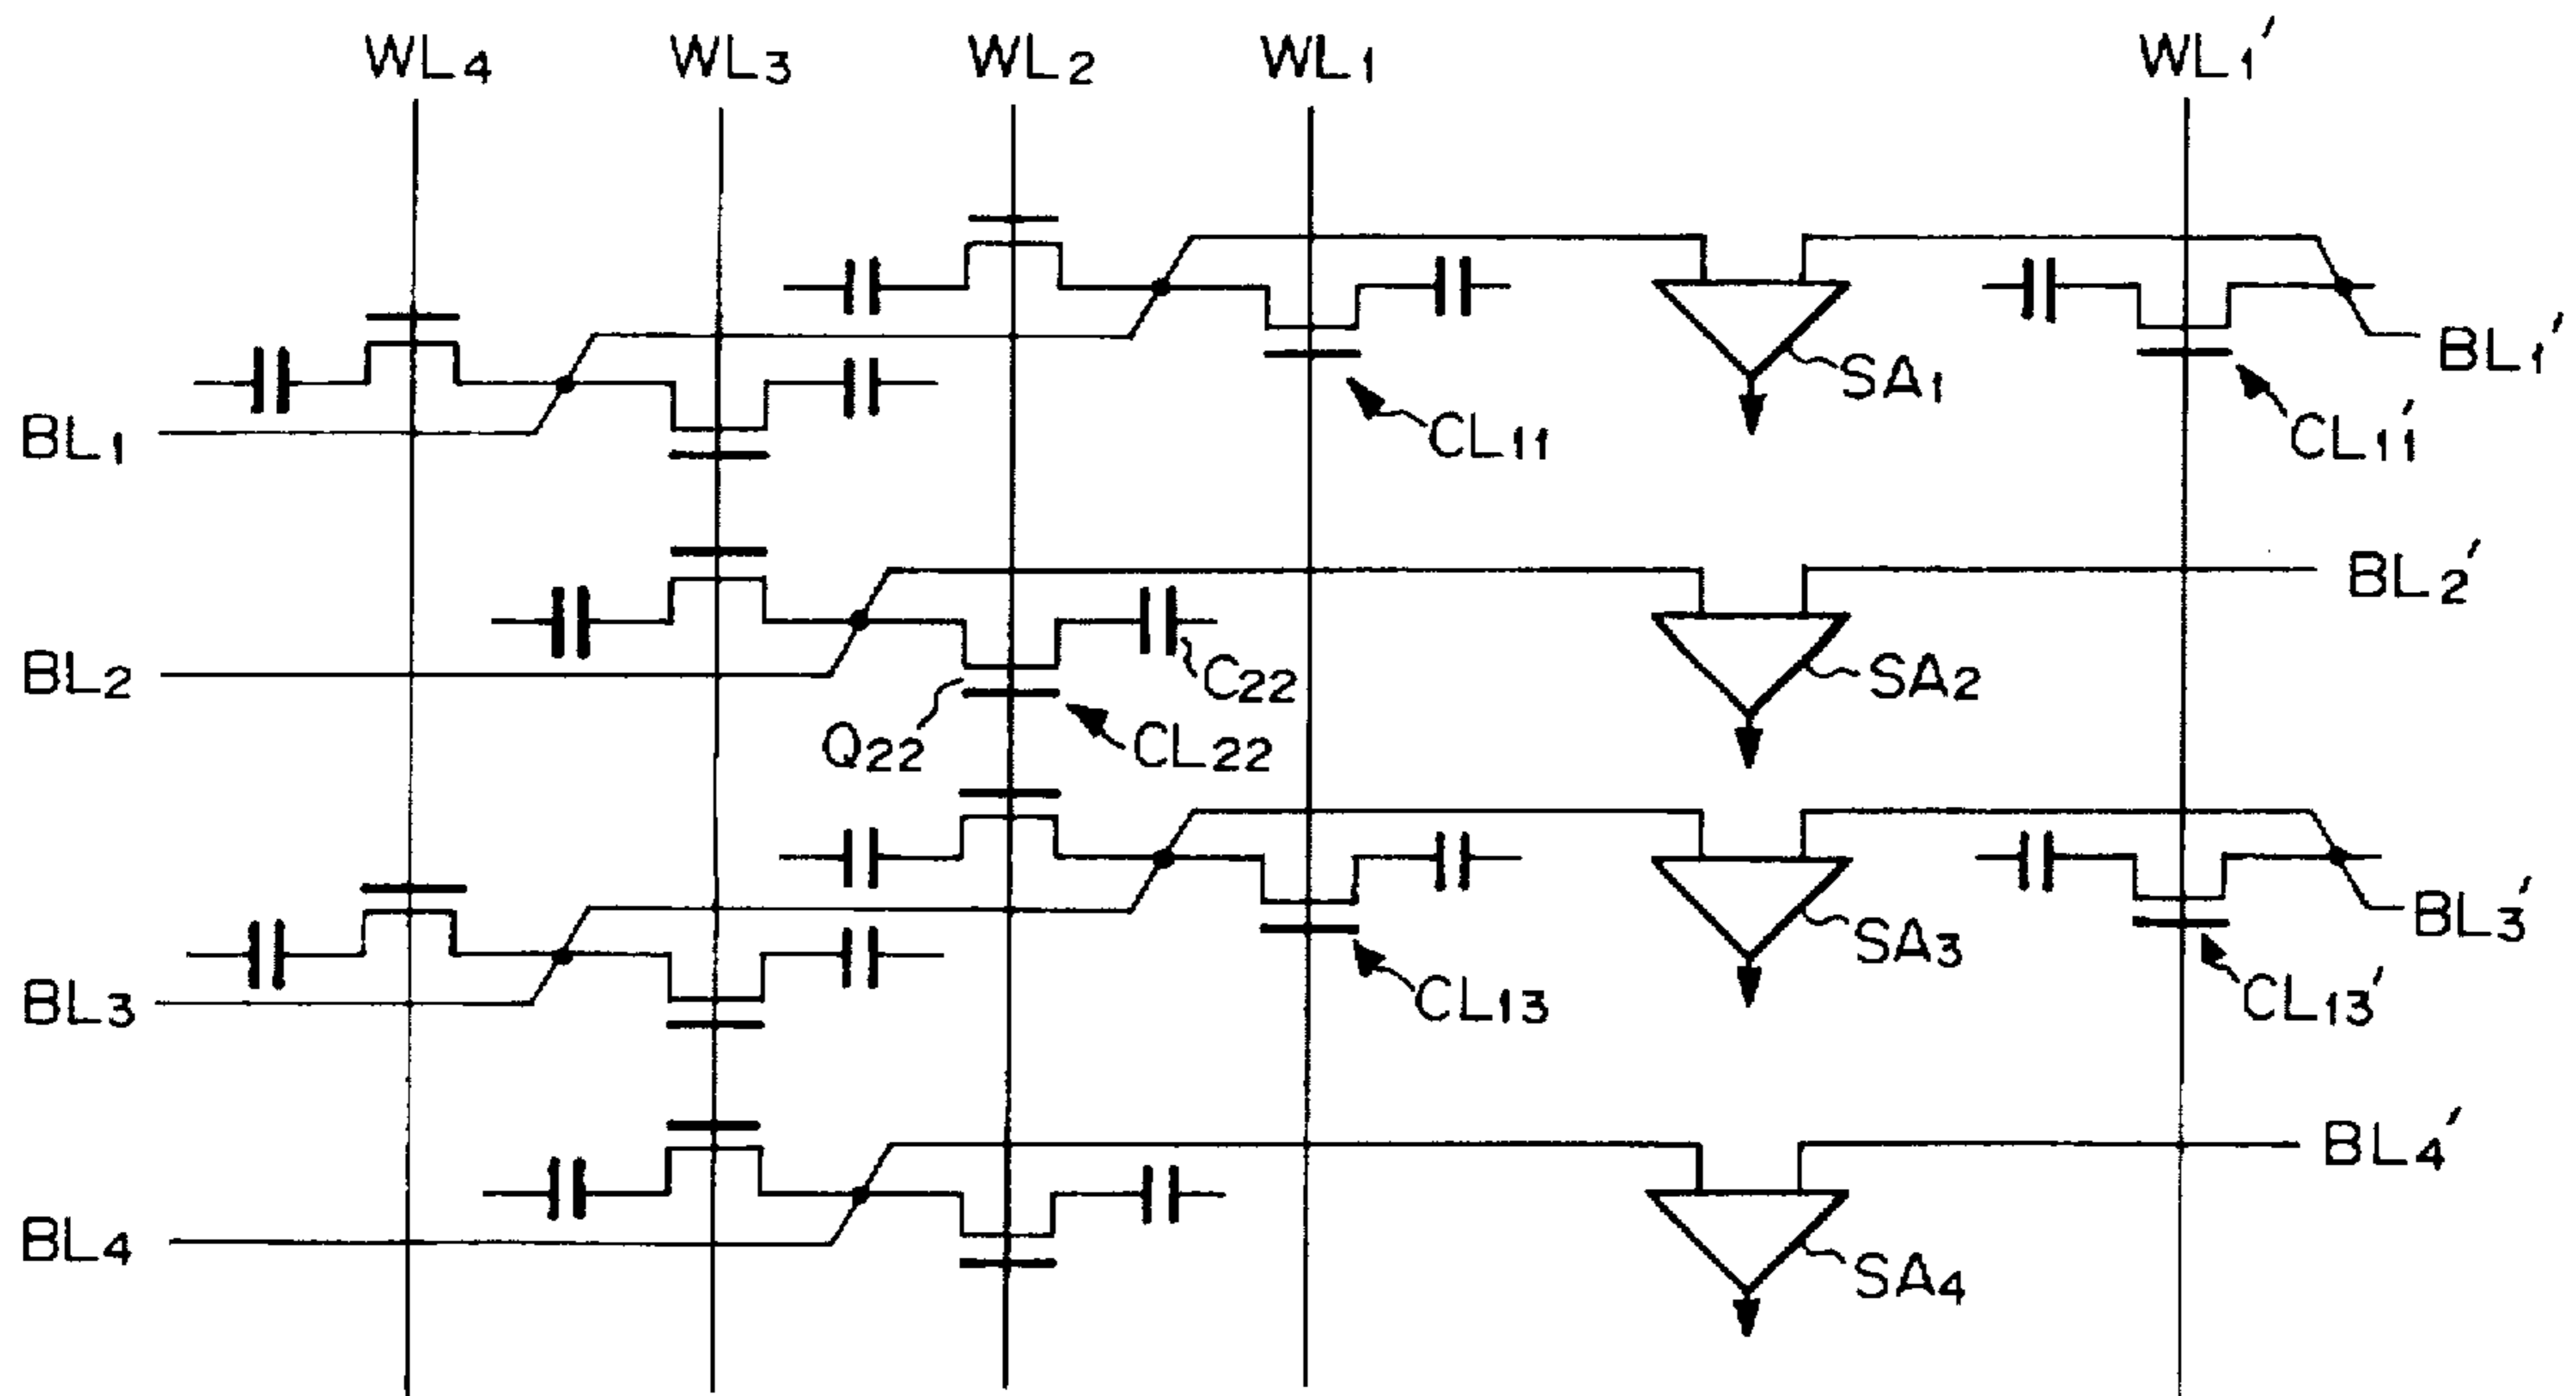 WL4 WL3 WL2 WL1 WL1'
BL1 CL11 SA1 CL11' BL1'
BL2'
BL2 C22 SA2
Q22 CL22
BL3 CL13 SA3 CL13' BL3'
BL4'
BL4 SA4